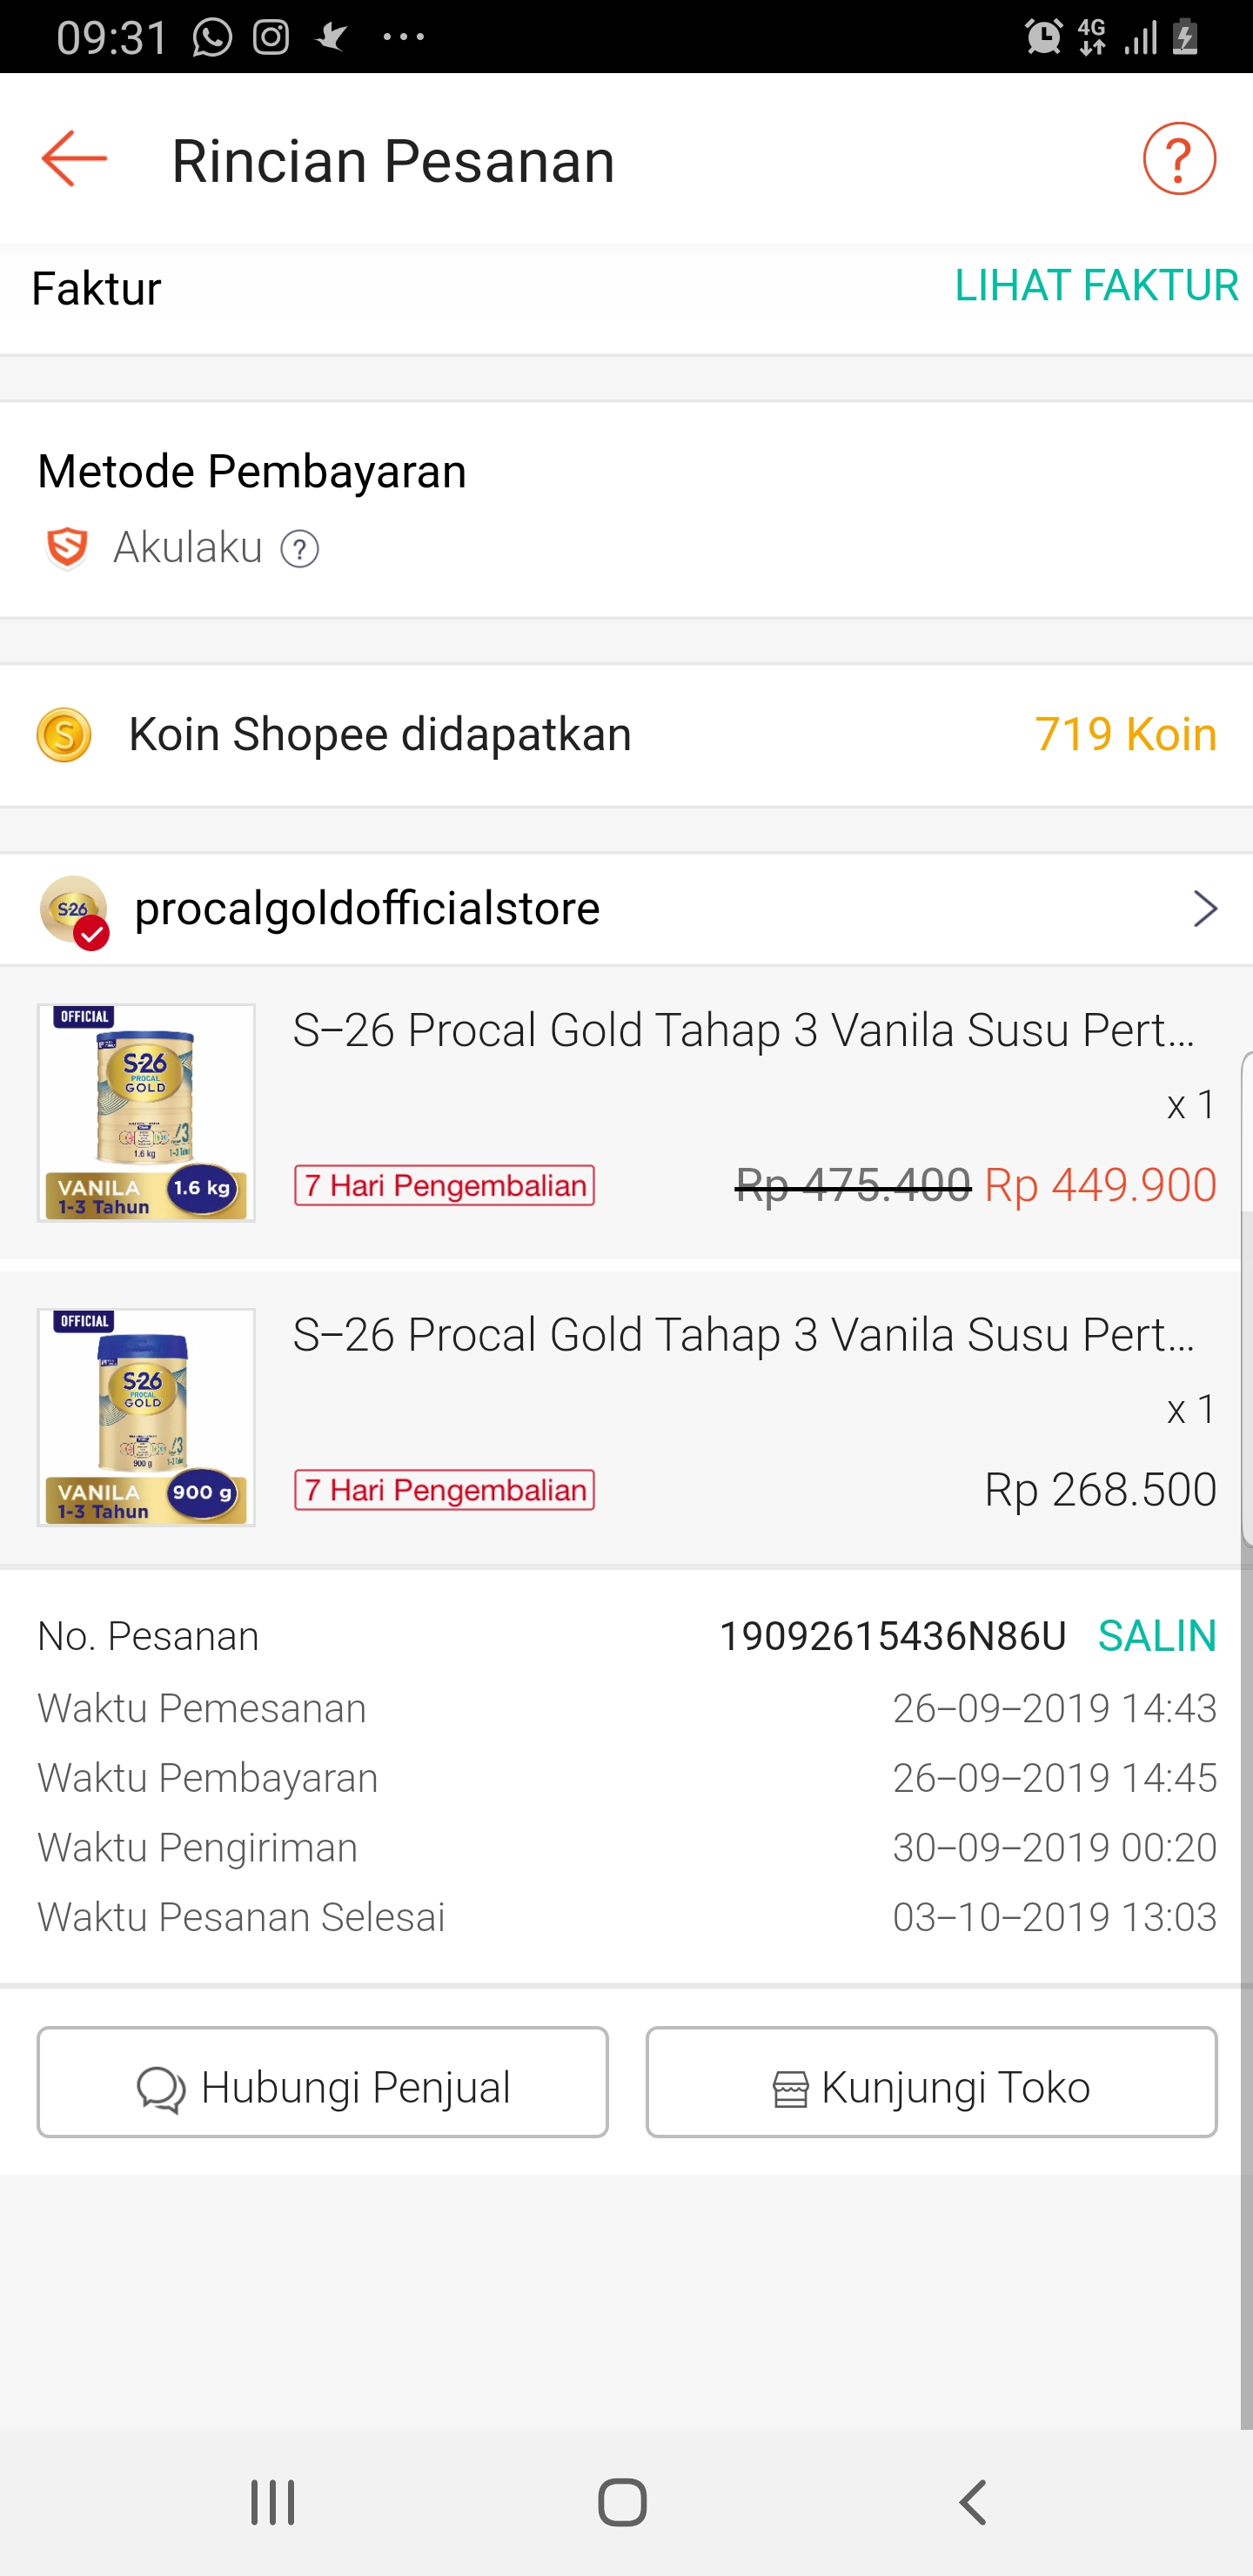 09:31
4G
Rincian Pesanan
?
Faktur
LIHAT FAKTUR
Metode Pembayaran
Akulaku ?
Koin Shopee didapatkan
719 Koin
S-26
procalgoldofficialstore
OFFICIAL
S-26
PROCAL
GOLD
3
1.6 kg
VANILA
1.6 kg
1-3 Tahun
S-26 Procal Gold Tahap 3 Vanila Susu Pert...
x 1
7 Hari Pengembalian
Rp 475.400 Rp 449.900
OFFICIAL
S-26
PROCAL
GOLD
3
900 g
VANILA
900 g
1-3 Tahun
S-26 Procal Gold Tahap 3 Vanila Susu Pert...
x 1
7 Hari Pengembalian
Rp 268.500
No. Pesanan
19092615436N86U SALIN
Waktu Pemesanan
26-09-2019 14:43
Waktu Pembayaran
26-09-2019 14:45
Waktu Pengiriman
30-09-2019 00:20
Waktu Pesanan Selesai
03-10-2019 13:03
Hubungi Penjual
Kunjungi Toko